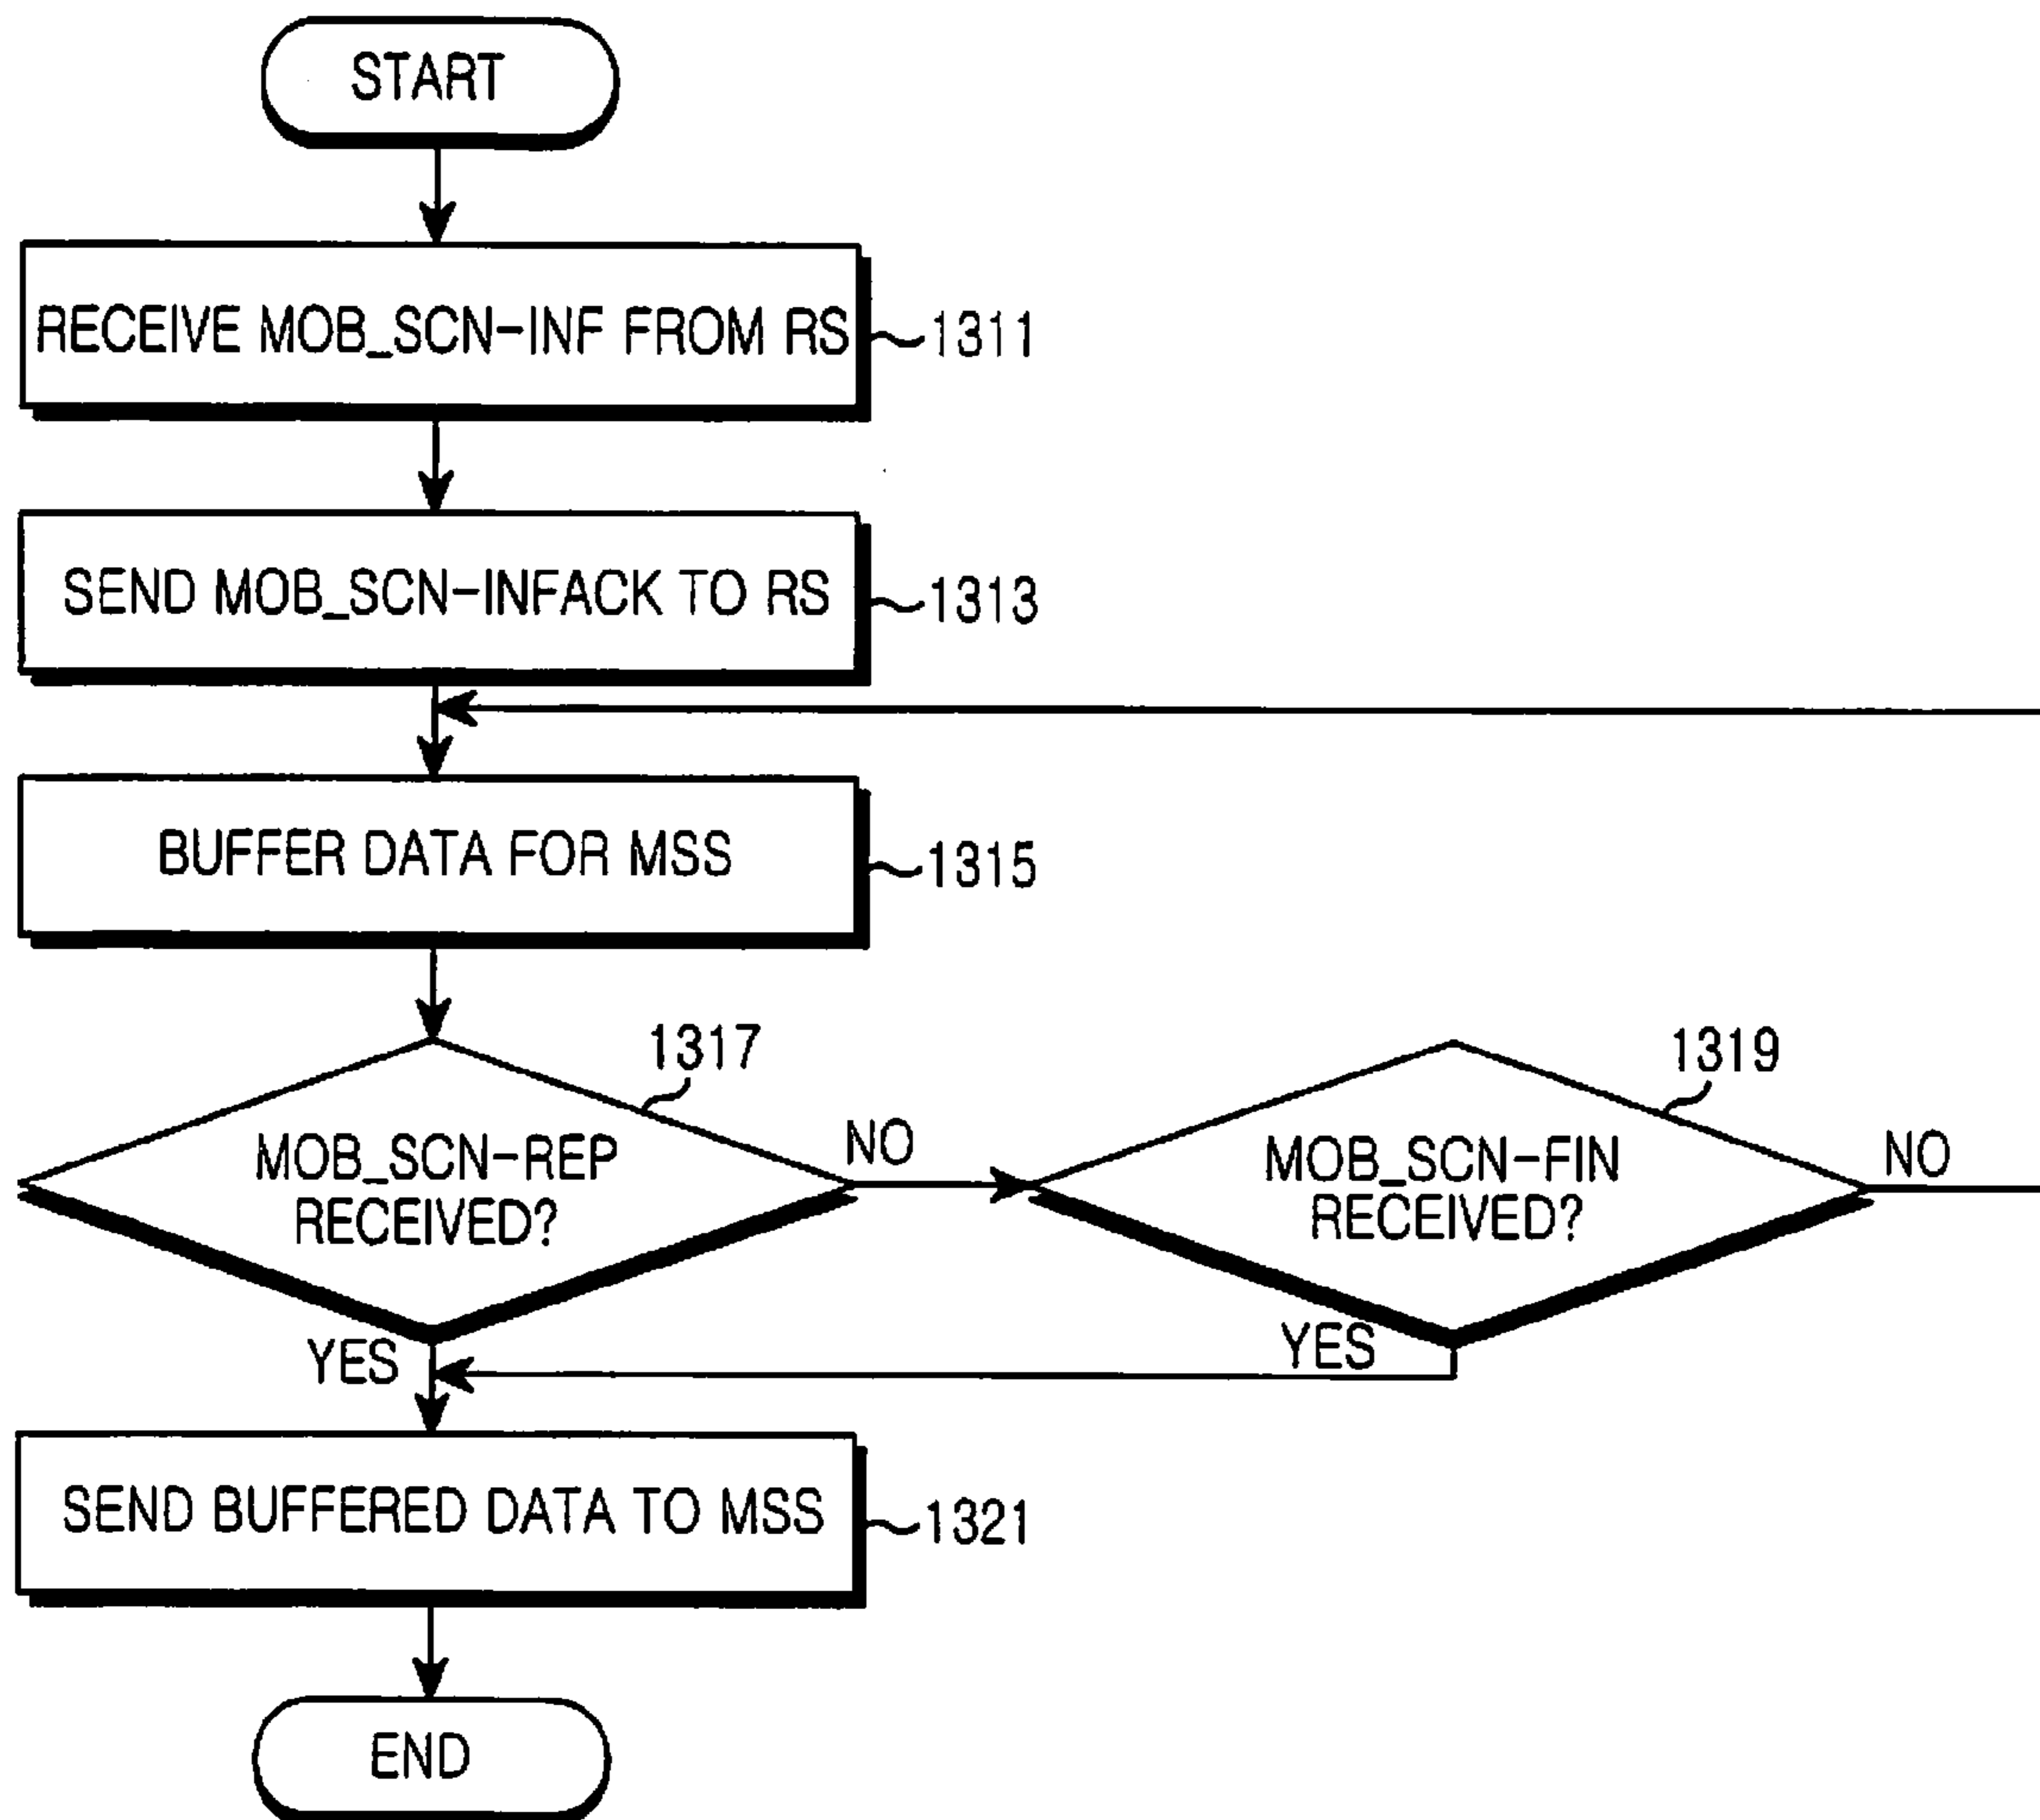 START
RECEIVE MOB_SCN-INF FROM RS
1311
SEND MOB_SCN-INFACK TO RS
1313
BUFFER DATA FOR MSS
1315
1317
MOB_SCN-REP
RECEIVED?
NO
1319
MOB_SCN-FIN
RECEIVED?
NO
YES
YES
SEND BUFFERED DATA TO MSS
1321
END